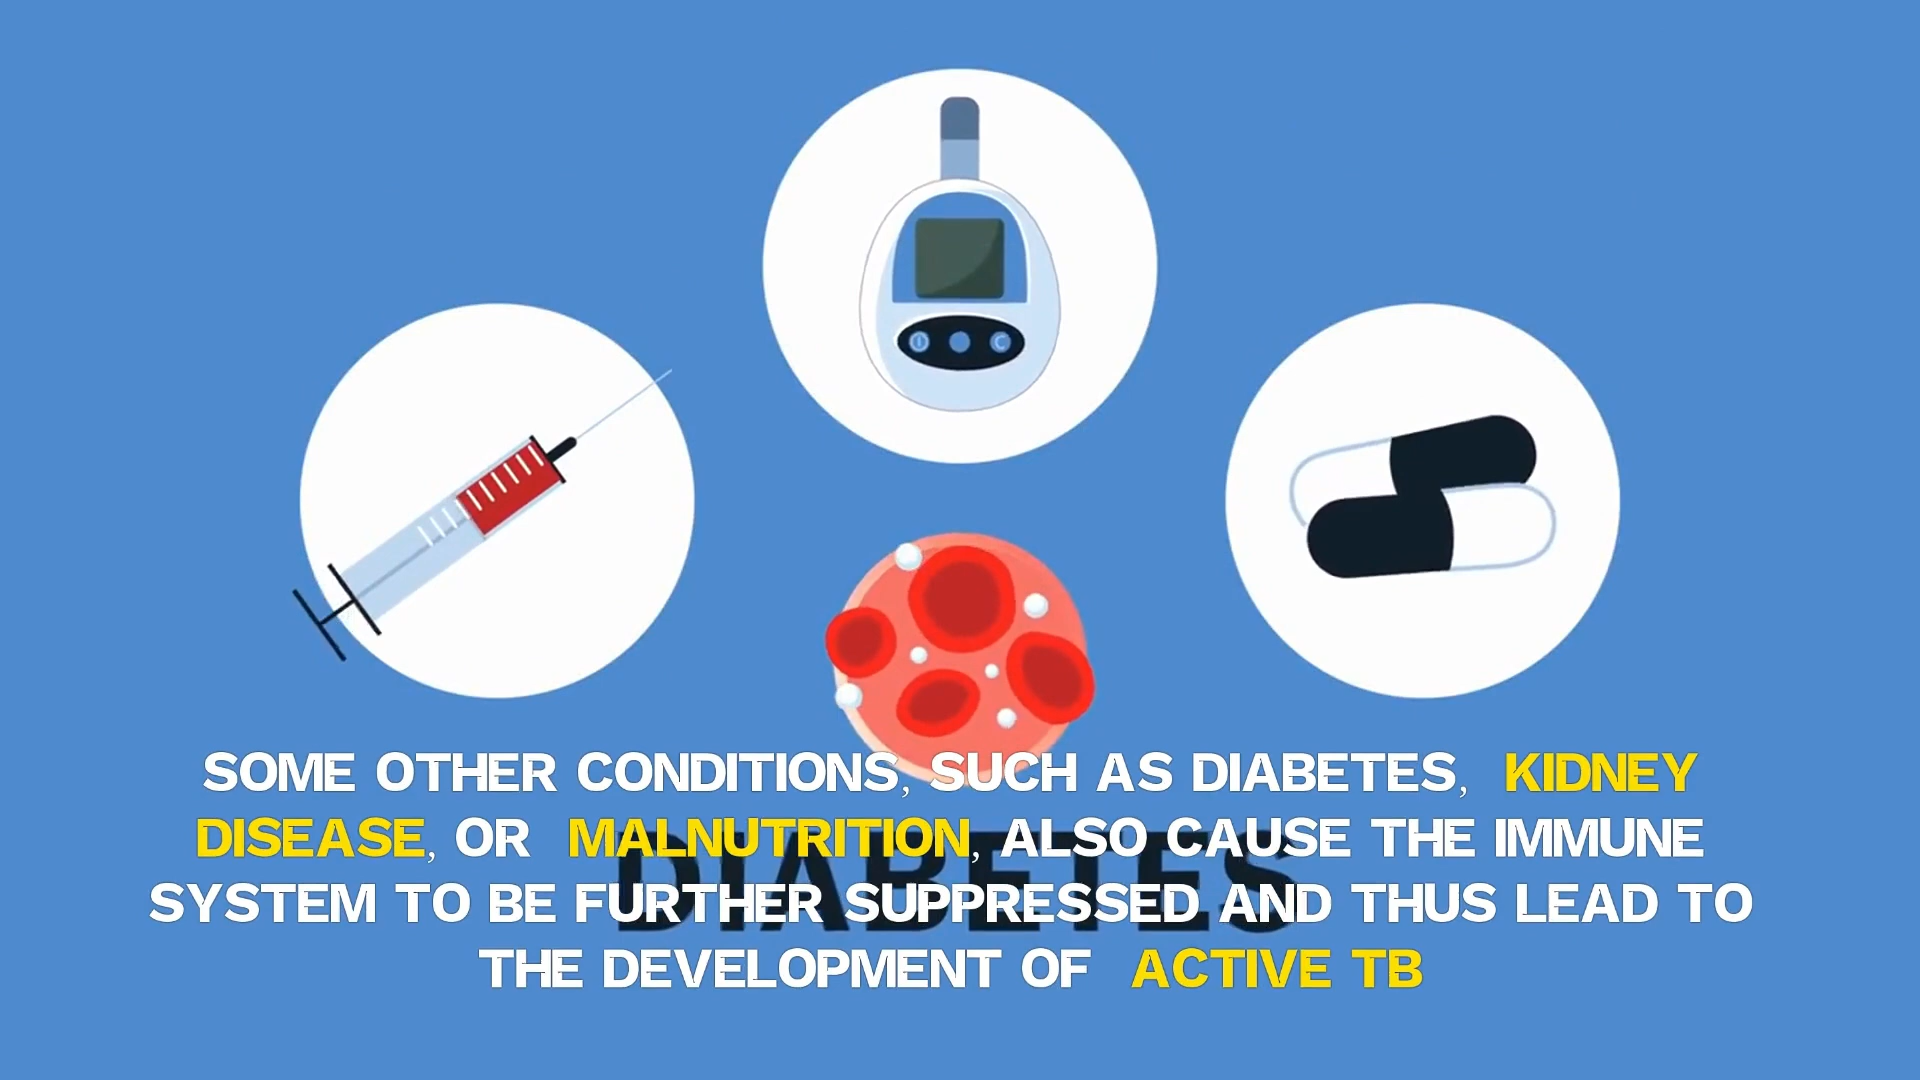 SOME OTHER CONDITIONS, SUCH AS DIABETES, KIDNEY
DISEASE, OR MALNUTRITION, ALSO CAUSE THE IMMUNE
SYSTEM TO BE FURTHER SUPPRESSED AND THUS LEAD TO
THE DEVELOPMENT OF ACTIVE TB
DIABETES